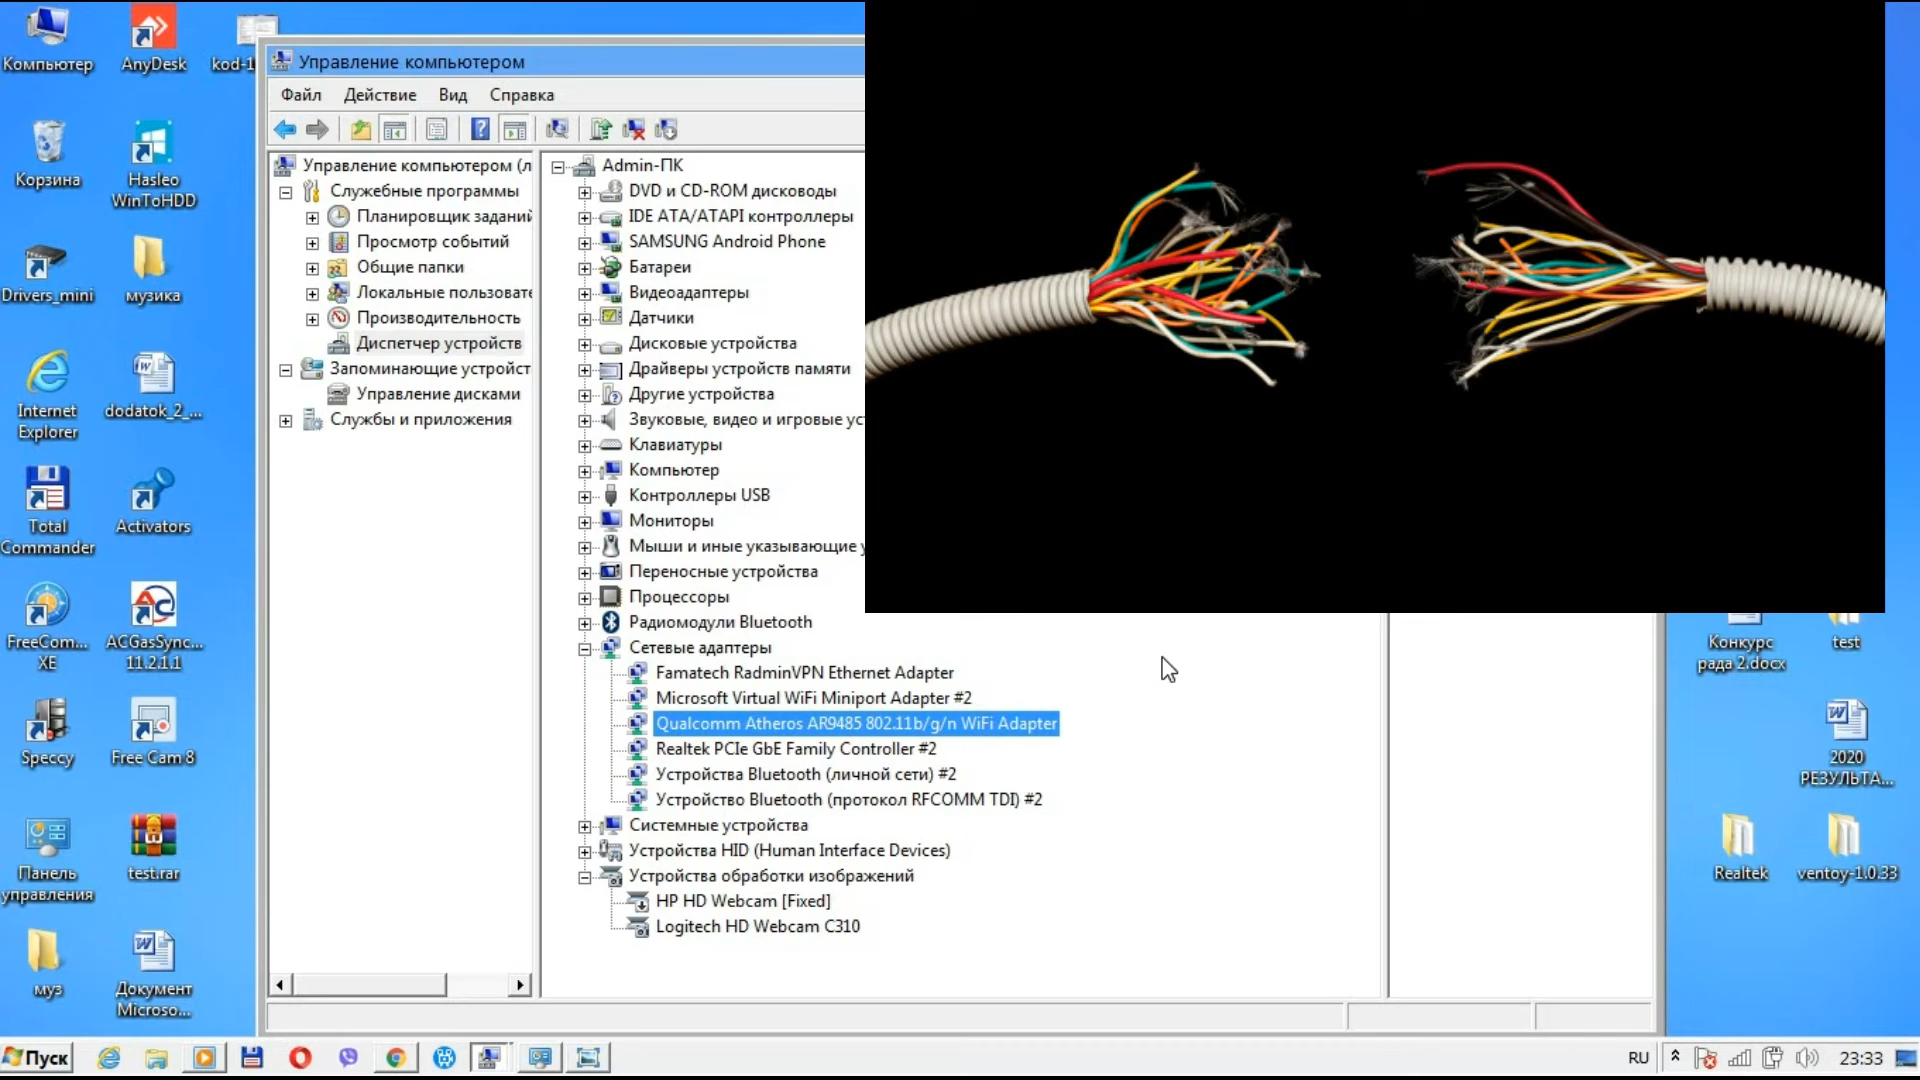 Компьютер
AnyDesk
kod-1
Корзина
Hasleo
WinToHDD
Drivers_mini
музика
Internet
Explorer
dodatok_2_...
Total
Commander
Activators
FreeCom...
XE
ACGasSync...
11.2.1.1
Speccy
Free Cam 8
Панель
управления
test.rar
муз
Документ
Microso...
Управление компьютером
Файл Действие Вид Справка
Управление компьютером (л
Служебные программы
Планировщик заданий
Просмотр событий
Общие папки
Локальные пользовате
Производительность
Диспетчер устройств
Запоминающие устройст
Управление дисками
Службы и приложения
Admin-ПК
DVD и CD-ROM дисководы
IDE ATA/ATAPI контроллеры
SAMSUNG Android Phone
Батареи
Видеоадаптеры
Датчики
Дисковые устройства
Драйверы устройств памяти
Другие устройства
Звуковые, видео и игровые ус
Клавиатуры
Компьютер
Контроллеры USB
Мониторы
Мыши и иные указывающие у
Переносные устройства
Процессоры
Радиомодули Bluetooth
Сетевые адаптеры
Famatech RadminVPN Ethernet Adapter
Microsoft Virtual WiFi Miniport Adapter #2
Qualcomm Atheros AR9485 802.11b/g/n WiFi Adapter
Realtek PCIe GbE Family Controller #2
Устройства Bluetooth (личной сети) #2
Устройство Bluetooth (протокол RFCOMM TDI) #2
Системные устройства
Устройства HID (Human Interface Devices)
Устройства обработки изображений
HP HD Webcam [Fixed]
Logitech HD Webcam C310
Конкурс
рада 2.docx
test
2020
РЕЗУЛЬТА...
Realtek
ventoy-1.0.33
Пуск
RU
23:33